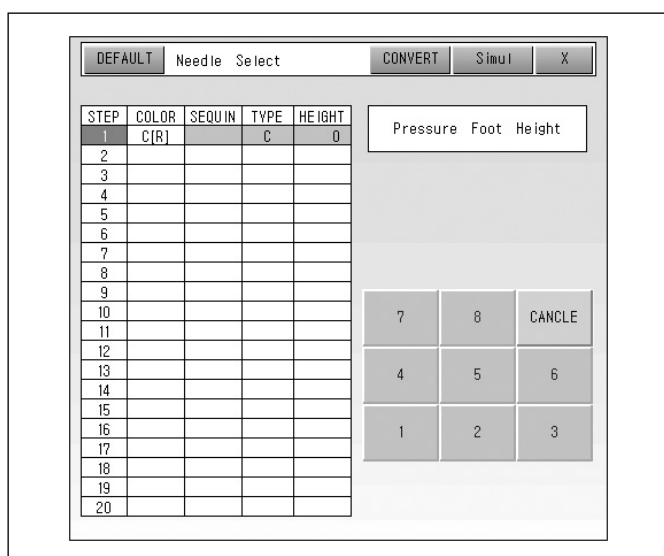 DEFAULT Needle Select CONVERT Simul X
STEP COLOR SEQUIN TYPE HEIGHT
1 C[R] C 0
Pressure Foot Height
2
3
4
5
6
7
8
9
10
11
12
13
14
15
16
17
18
19
20
7 8 CANCLE
4 5 6
1 2 3